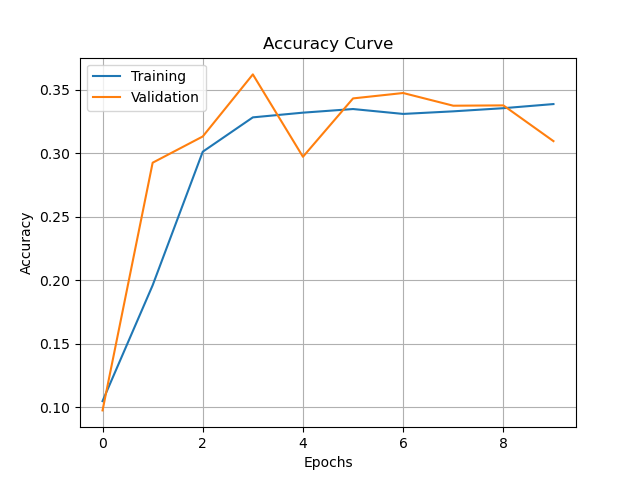 Accuracy Curve
Training
Validation
0.35
0.30
0.25
0.20
0.15
0.10
Accuracy
0 2 4 6 8
Epochs